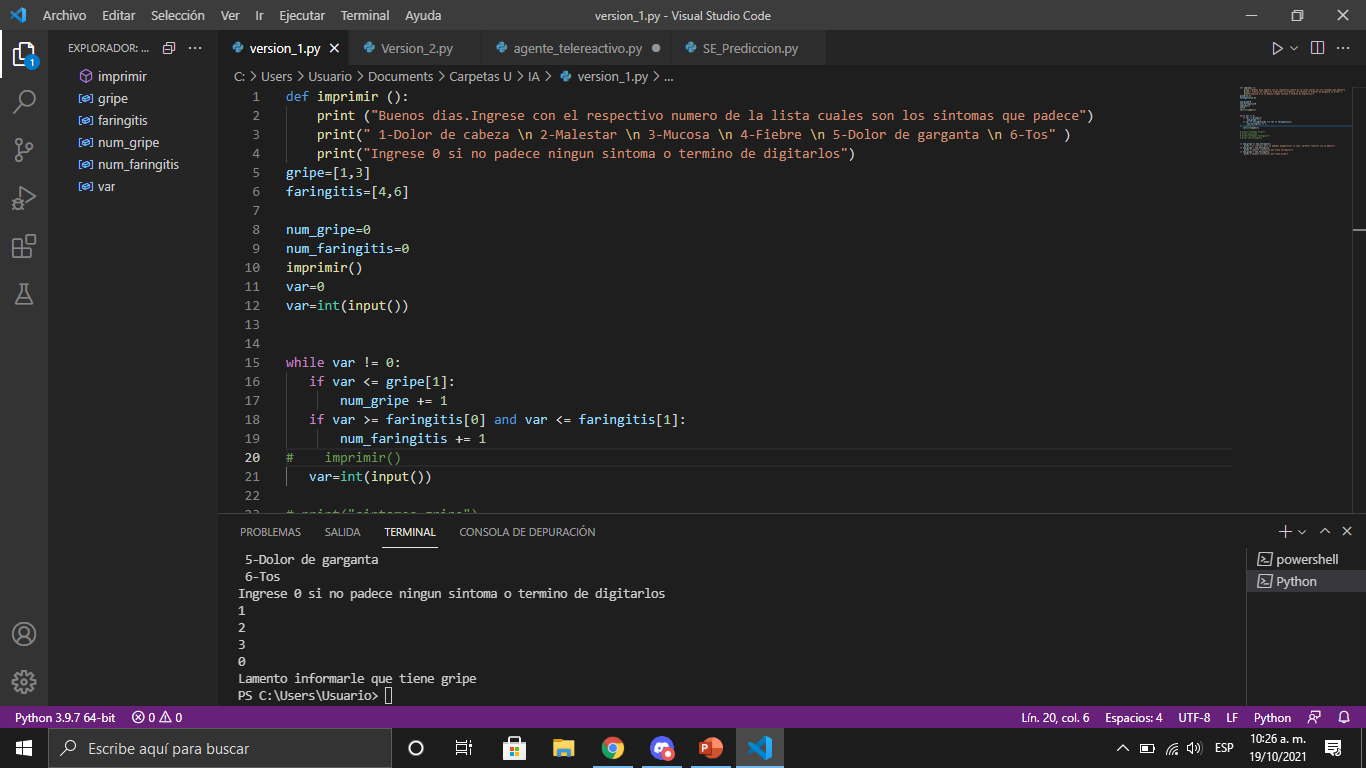 Archivo Editar Selección Ver Ir Ejecutar Terminal Ayuda version_1.py - Visual Studio Code
EXPLORADOR: ... version_1.py Version_2.py agente_telereactivo.py SE_Prediccion.py
1
C: > Users > Usuario > Documents > Carpetas U > IA > version_1.py > ...
imprimir
gripe
faringitis
num_gripe
num_faringitis
var
1 def imprimir ():
2     print ("Buenos dias.Ingrese con el respectivo numero de la lista cuales son los sintomas que padece")
3     print(" 1-Dolor de cabeza \n 2-Malestar \n 3-Mucosa \n 4-Fiebre \n 5-Dolor de garganta \n 6-Tos" )
4     print("Ingrese 0 si no padece ningun sintoma o termino de digitarlos")
5 gripe=[1,3]
6 faringitis=[4,6]
7
8 num_gripe=0
9 num_faringitis=0
10 imprimir()
11 var=0
12 var=int(input())
13
14
15 while var != 0:
16    if var <= gripe[1]:
17        num_gripe += 1
18    if var >= faringitis[0] and var <= faringitis[1]:
19        num_faringitis += 1
20 #    imprimir()
21    var=int(input())
22
23 # print("sintomas gripe")
PROBLEMAS SALIDA TERMINAL CONSOLA DE DEPURACIÓN
5-Dolor de garganta
6-Tos
Ingrese 0 si no padece ningun sintoma o termino de digitarlos
1
2
3
0
Lamento informarle que tiene gripe
PS C:\Users\Usuario>
powershell
Python
Python 3.9.7 64-bit 0 0 Lín. 20, col. 6 Espacios: 4 UTF-8 LF Python
Escribe aquí para buscar ESP 10:26 a. m.
19/10/2021